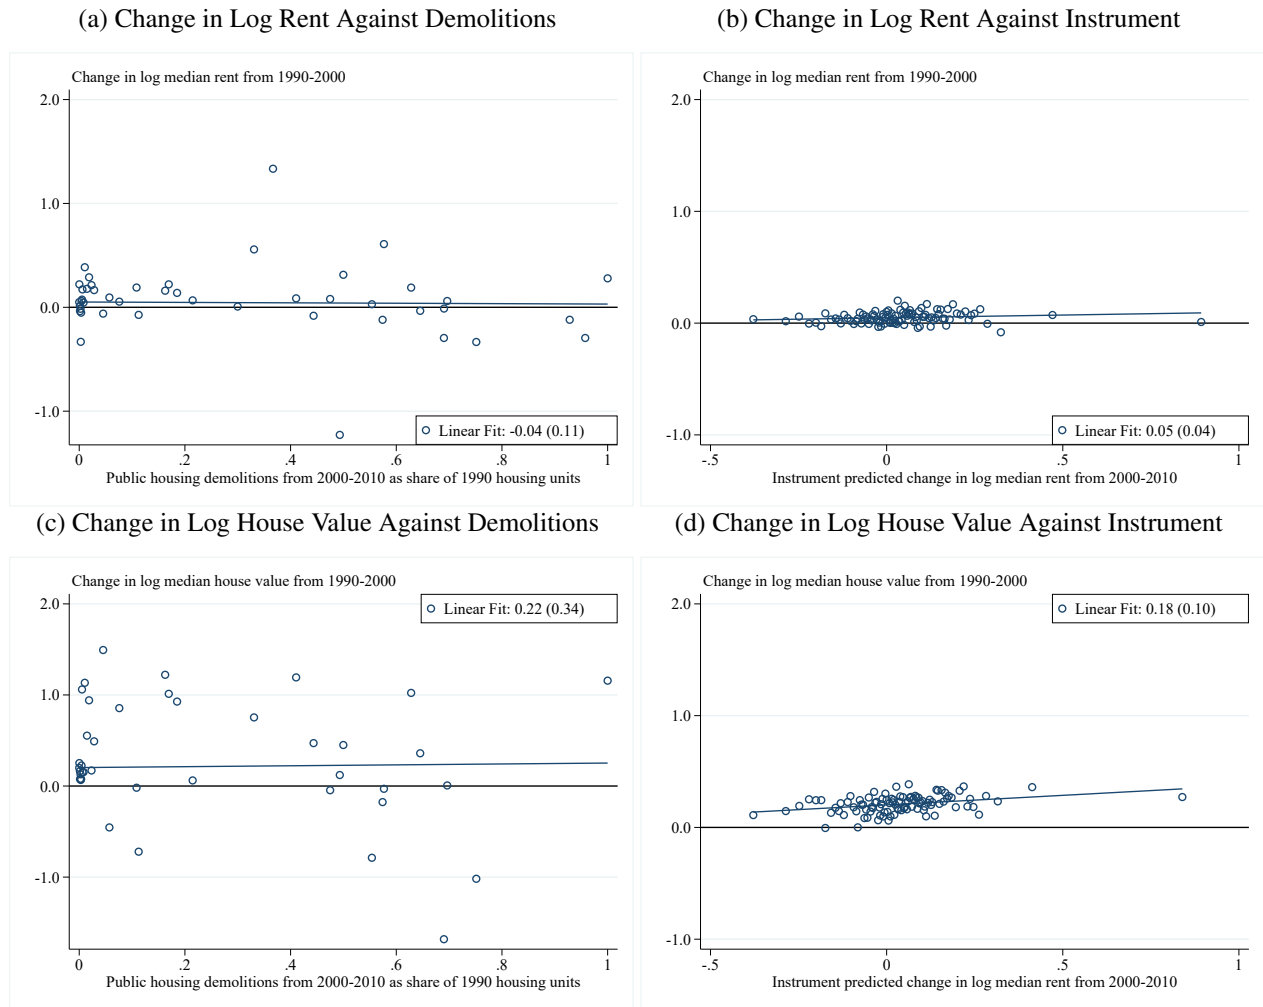 (a) Change in Log Rent Against Demolitions
Change in log median rent from 1990-2000
2.0
1.0
0.0
-1.0
Linear Fit: -0.04 (0.11)
0 .2 .4 .6 .8 1
Public housing demolitions from 2000-2010 as share of 1990 housing units
(b) Change in Log Rent Against Instrument
Change in log median rent from 1990-2000
2.0
1.0
0.0
-1.0
Linear Fit: 0.05 (0.04)
-.5 0 .5 1
Instrument predicted change in log median rent from 2000-2010
(c) Change in Log House Value Against Demolitions
Change in log median house value from 1990-2000
Linear Fit: 0.22 (0.34)
2.0
1.0
0.0
-1.0
0 .2 .4 .6 .8 1
Public housing demolitions from 2000-2010 as share of 1990 housing units
(d) Change in Log House Value Against Instrument
Change in log median house value from 1990-2000
Linear Fit: 0.18 (0.10)
2.0
1.0
0.0
-1.0
-.5 0 .5 1
Instrument predicted change in log median rent from 2000-2010